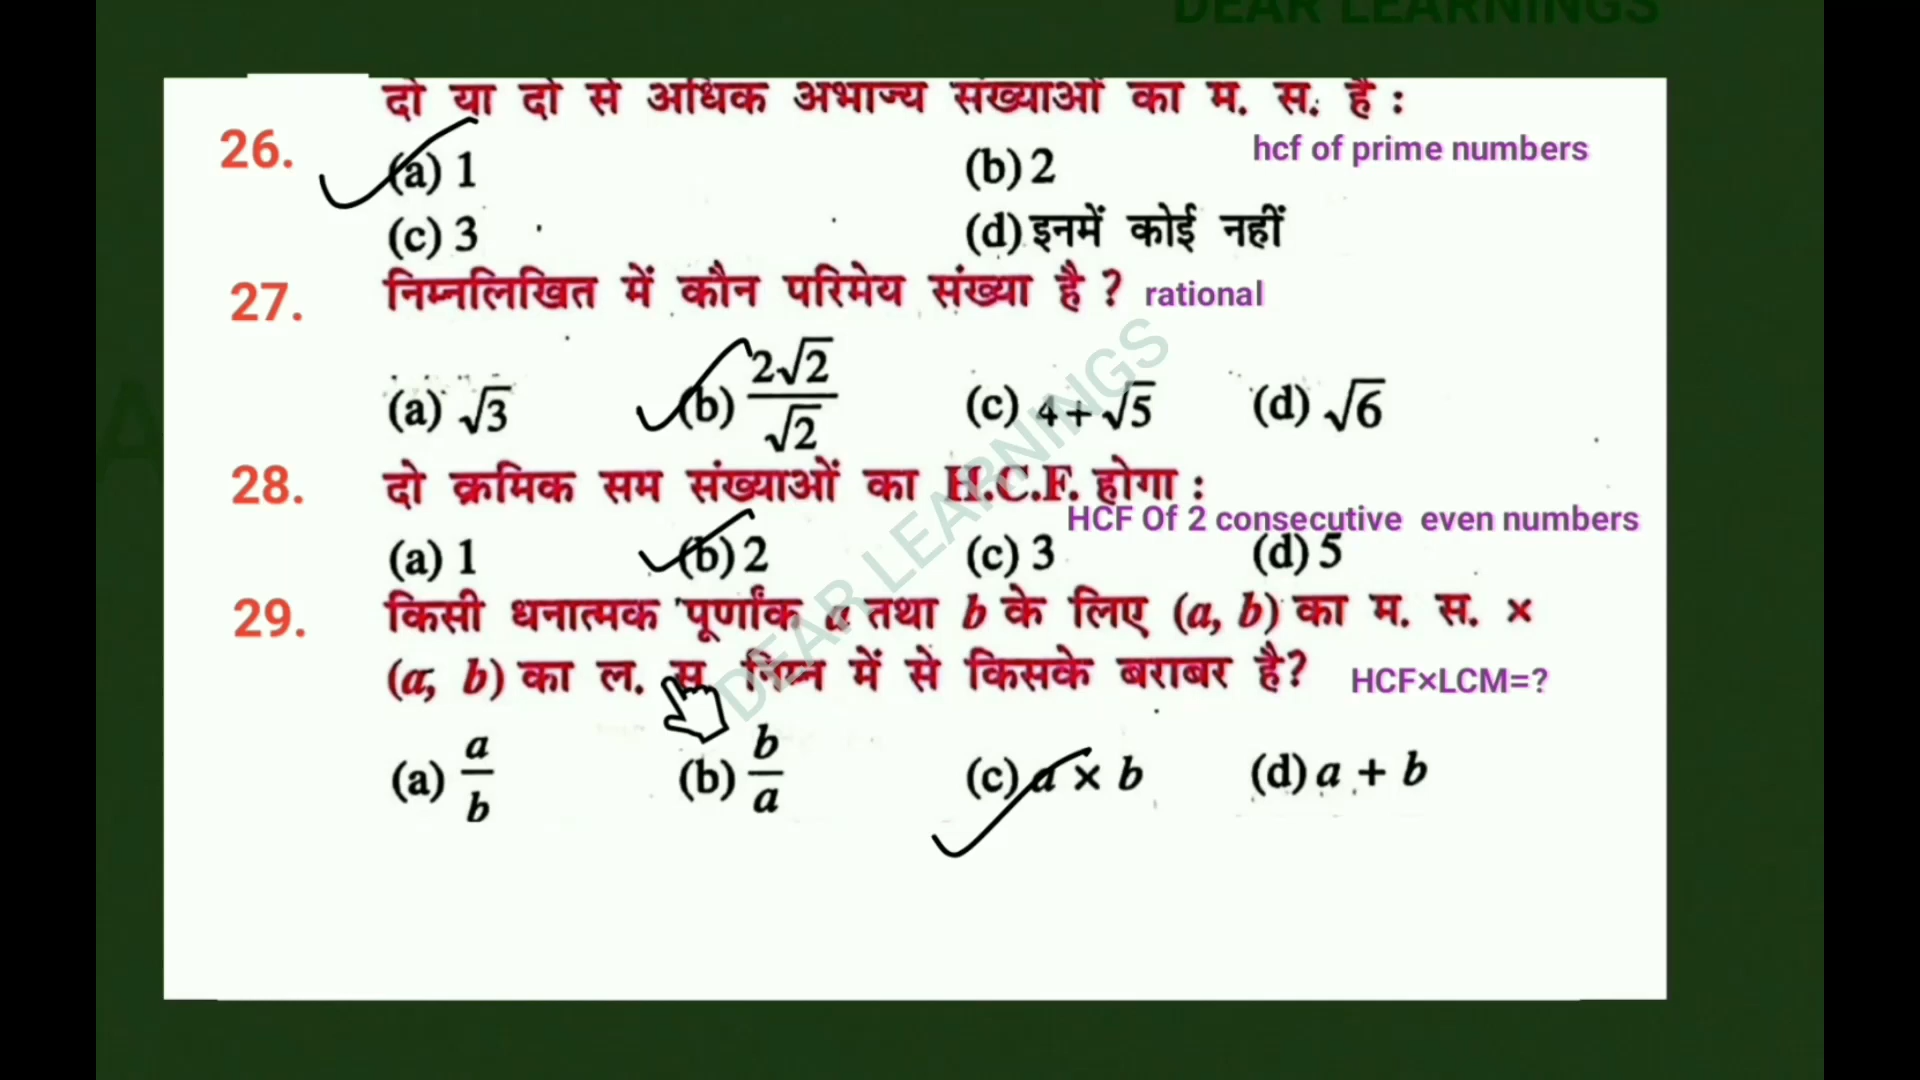 DEAR LEARNINGS
दो या दो से अधिक अभाज्य संख्याओं का म. स. है :
26.
hcf of prime numbers
(a) 1 (b) 2
(c) 3 (d) इनमें कोई नहीं
27. निम्नलिखित में कौन परिमेय संख्या है ? rational
(a) √3 (b) 2√2/√2 (c) 4+√5 (d) √6
28. दो क्रमिक सम संख्याओं का H.C.F. होगा :
HCF Of 2 consecutive even numbers
(a) 1 (b) 2 (c) 3 (d) 5
29. किसी धनात्मक पूर्णांक a तथा b के लिए (a, b) का म. स. ×
(a, b) का ल. स. निम्न में से किसके बराबर है? HCF×LCM=?
(a) a/b (b) b/a (c) a × b (d) a + b
DEAR LEARNINGS